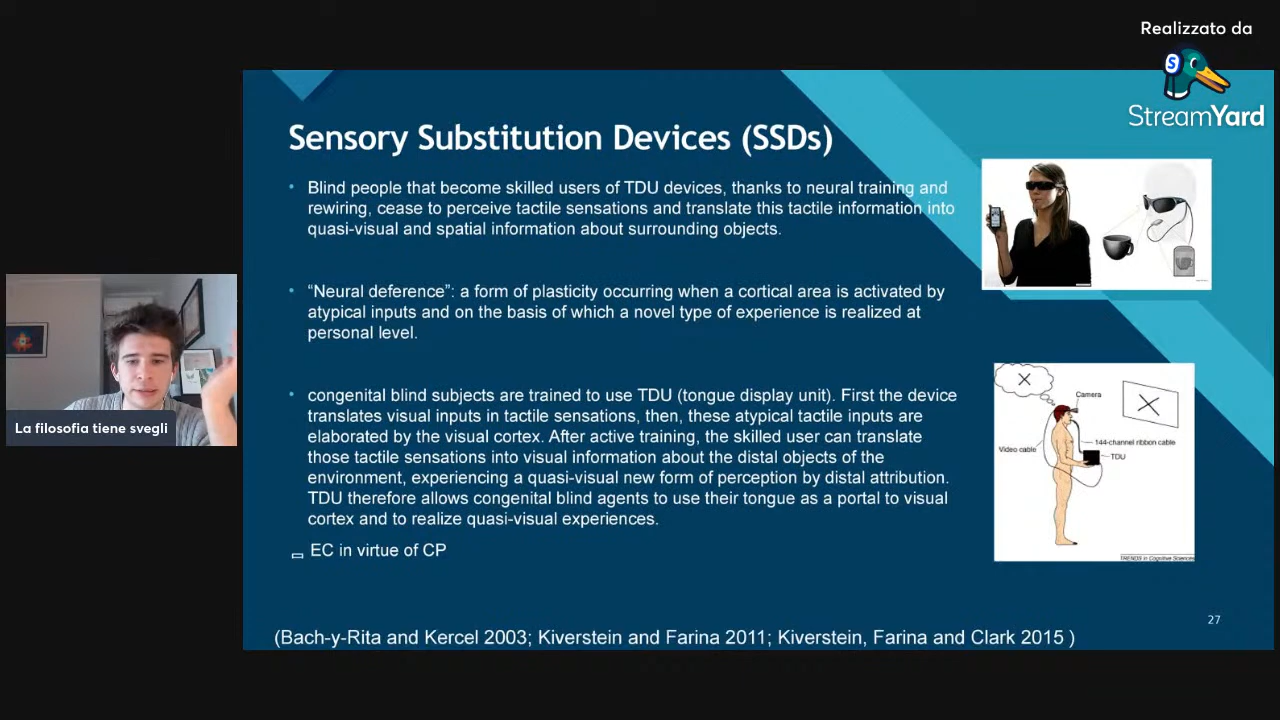 Realizzato da
StreamYard
Sensory Substitution Devices (SSDs)
• Blind people that become skilled users of TDU devices, thanks to neural training and
rewiring, cease to perceive tactile sensations and translate this tactile information into
quasi-visual and spatial information about surrounding objects.
• “Neural deference”: a form of plasticity occurring when a cortical area is activated by
atypical inputs and on the basis of which a novel type of experience is realized at
personal level.
• congenital blind subjects are trained to use TDU (tongue display unit). First the device
translates visual inputs in tactile sensations, then, these atypical tactile inputs are
elaborated by the visual cortex. After active training, the skilled user can translate
those tactile sensations into visual information about the distal objects of the
environment, experiencing a quasi-visual new form of perception by distal attribution.
TDU therefore allows congenital blind agents to use their tongue as a portal to visual
cortex and to realize quasi-visual experiences.
EC in virtue of CP
Camera
Video cable
144-channel ribbon cable
TDU
TRENDS in Cognitive Sciences
La filosofia tiene svegli
27
(Bach-y-Rita and Kercel 2003; Kiverstein and Farina 2011; Kiverstein, Farina and Clark 2015 )